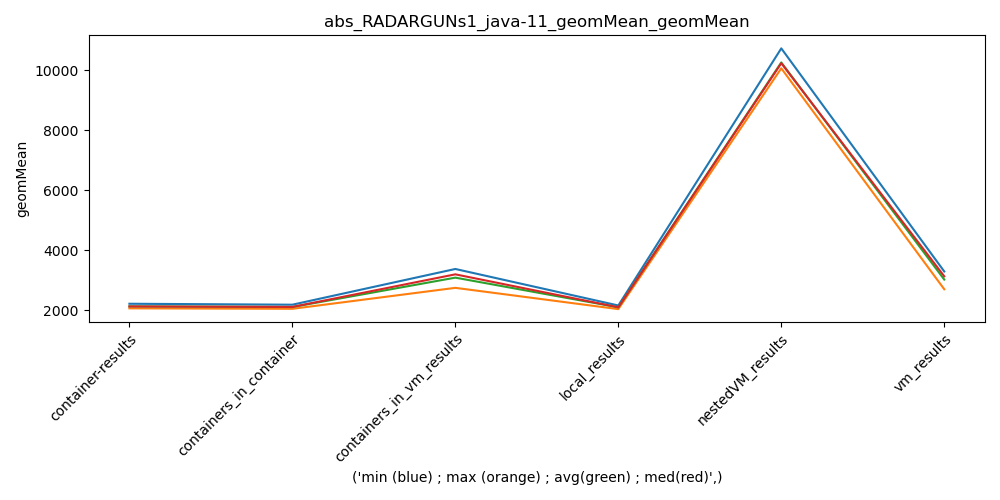 abs_RADARGUNs1_java-11_geomMean_geomMean
geomMean
10000
8000
6000
4000
2000
container-results
containers_in_container
containers_in_vm_results
local_results
nestedVM_results
vm_results
('min (blue) ; max (orange) ; avg(green) ; med(red)',)